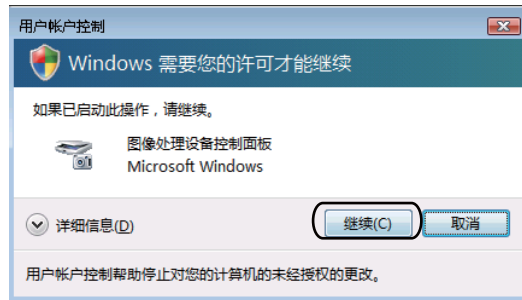 用户帐户控制
Windows 需要您的许可才能继续
如果已启动此操作，请继续。
图像处理设备控制面板
Microsoft Windows
详细信息(D)
继续(C)
取消
用户帐户控制帮助停止对您的计算机的未经授权的更改。